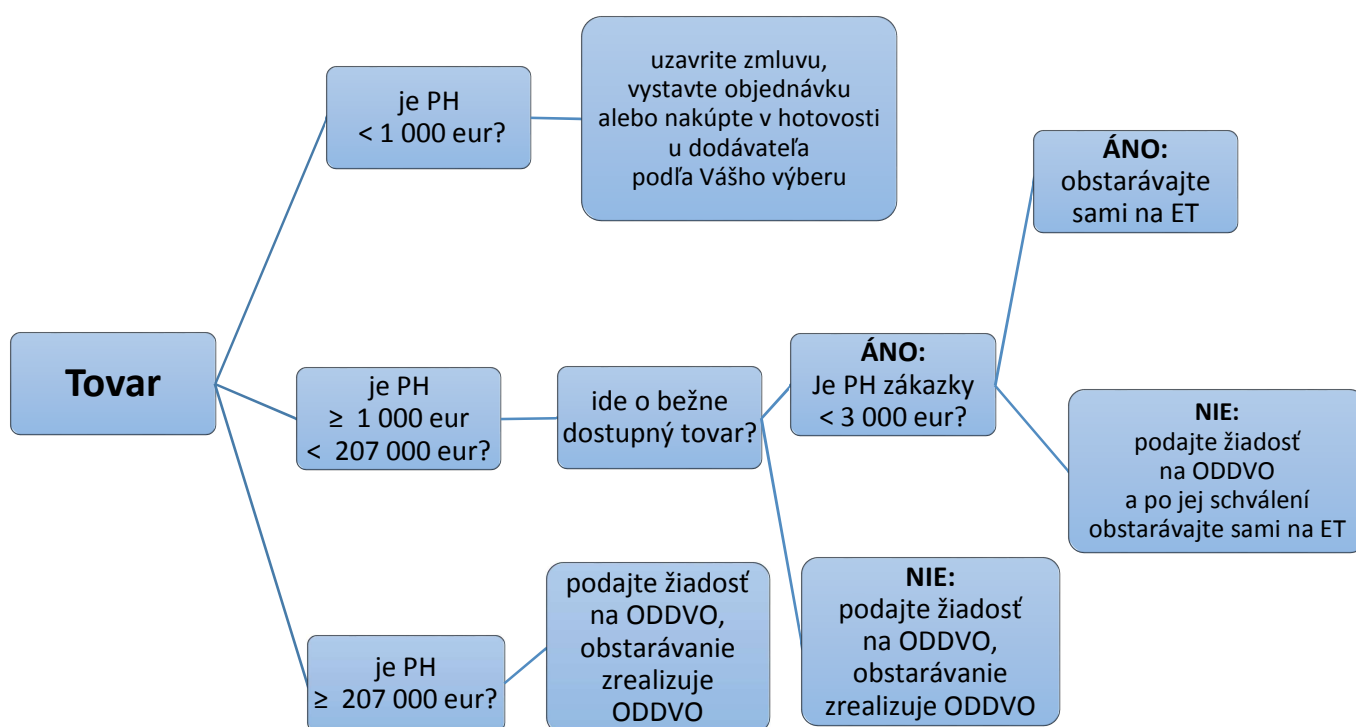 Tovar
je PH
< 1 000 eur?
uzavrite zmluvu,
vystavte objednávku
alebo nakúpte v hotovosti
u dodávateľa
podľa Vášho výberu
je PH
≥ 1 000 eur
< 207 000 eur?
ide o bežne
dostupný tovar?
ÁNO:
Je PH zákazky
< 3 000 eur?
ÁNO:
obstarávajte
sami na ET
NIE:
podajte žiadosť
na ODDVO
a po jej schválení
obstarávajte sami na ET
NIE:
podajte žiadosť
na ODDVO,
obstarávanie
zrealizuje ODDVO
je PH
≥ 207 000 eur?
podajte žiadosť
na ODDVO,
obstarávanie
zrealizuje
ODDVO